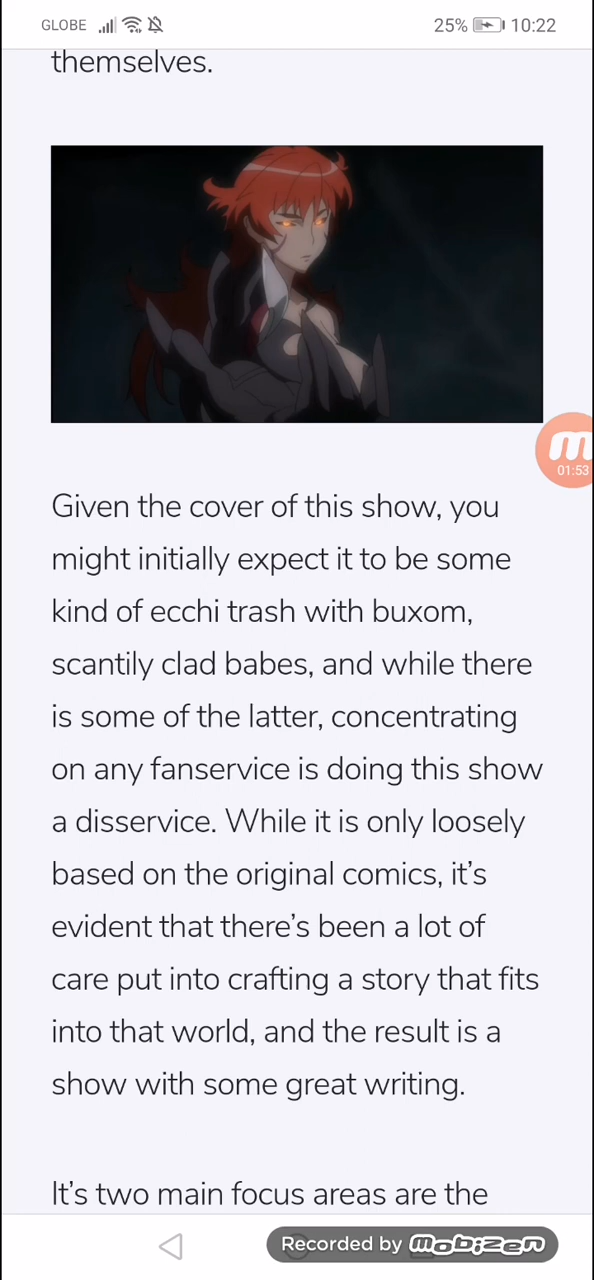 GLOBE 25% 10:22
themselves.
m
01:53
Given the cover of this show, you
might initially expect it to be some
kind of ecchi trash with buxom,
scantily clad babes, and while there
is some of the latter, concentrating
on any fanservice is doing this show
a disservice. While it is only loosely
based on the original comics, it’s
evident that there’s been a lot of
care put into crafting a story that fits
into that world, and the result is a
show with some great writing.
It’s two main focus areas are the
Recorded by mobizen